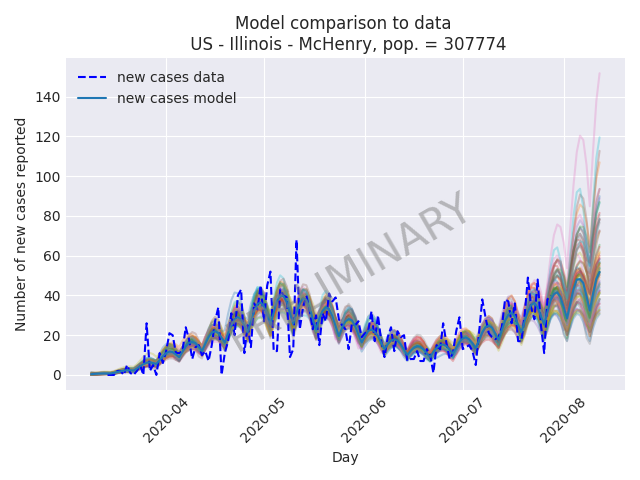 Model comparison to data
US - Illinois - McHenry, pop. = 307774
new cases data
new cases model
Number of new cases reported
140
120
100
80
60
40
20
0
2020-04
2020-05
2020-06
2020-07
2020-08
Day